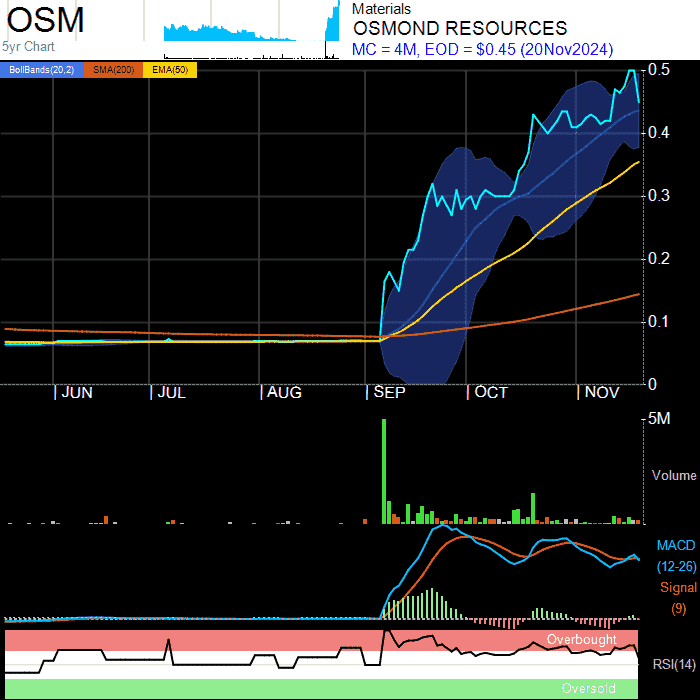 OSM
5yr Chart
Materials
OSMOND RESOURCES
MC = 4M, EOD = $0.45 (20Nov2024)
BollBands(20,2) SMA(200) EMA(50)
0.5
0.4
0.3
0.2
0.1
0
JUN JUL AUG SEP OCT NOV
5M
Volume
MACD
(12-26)
Signal
(9)
Overbought
RSI(14)
Oversold